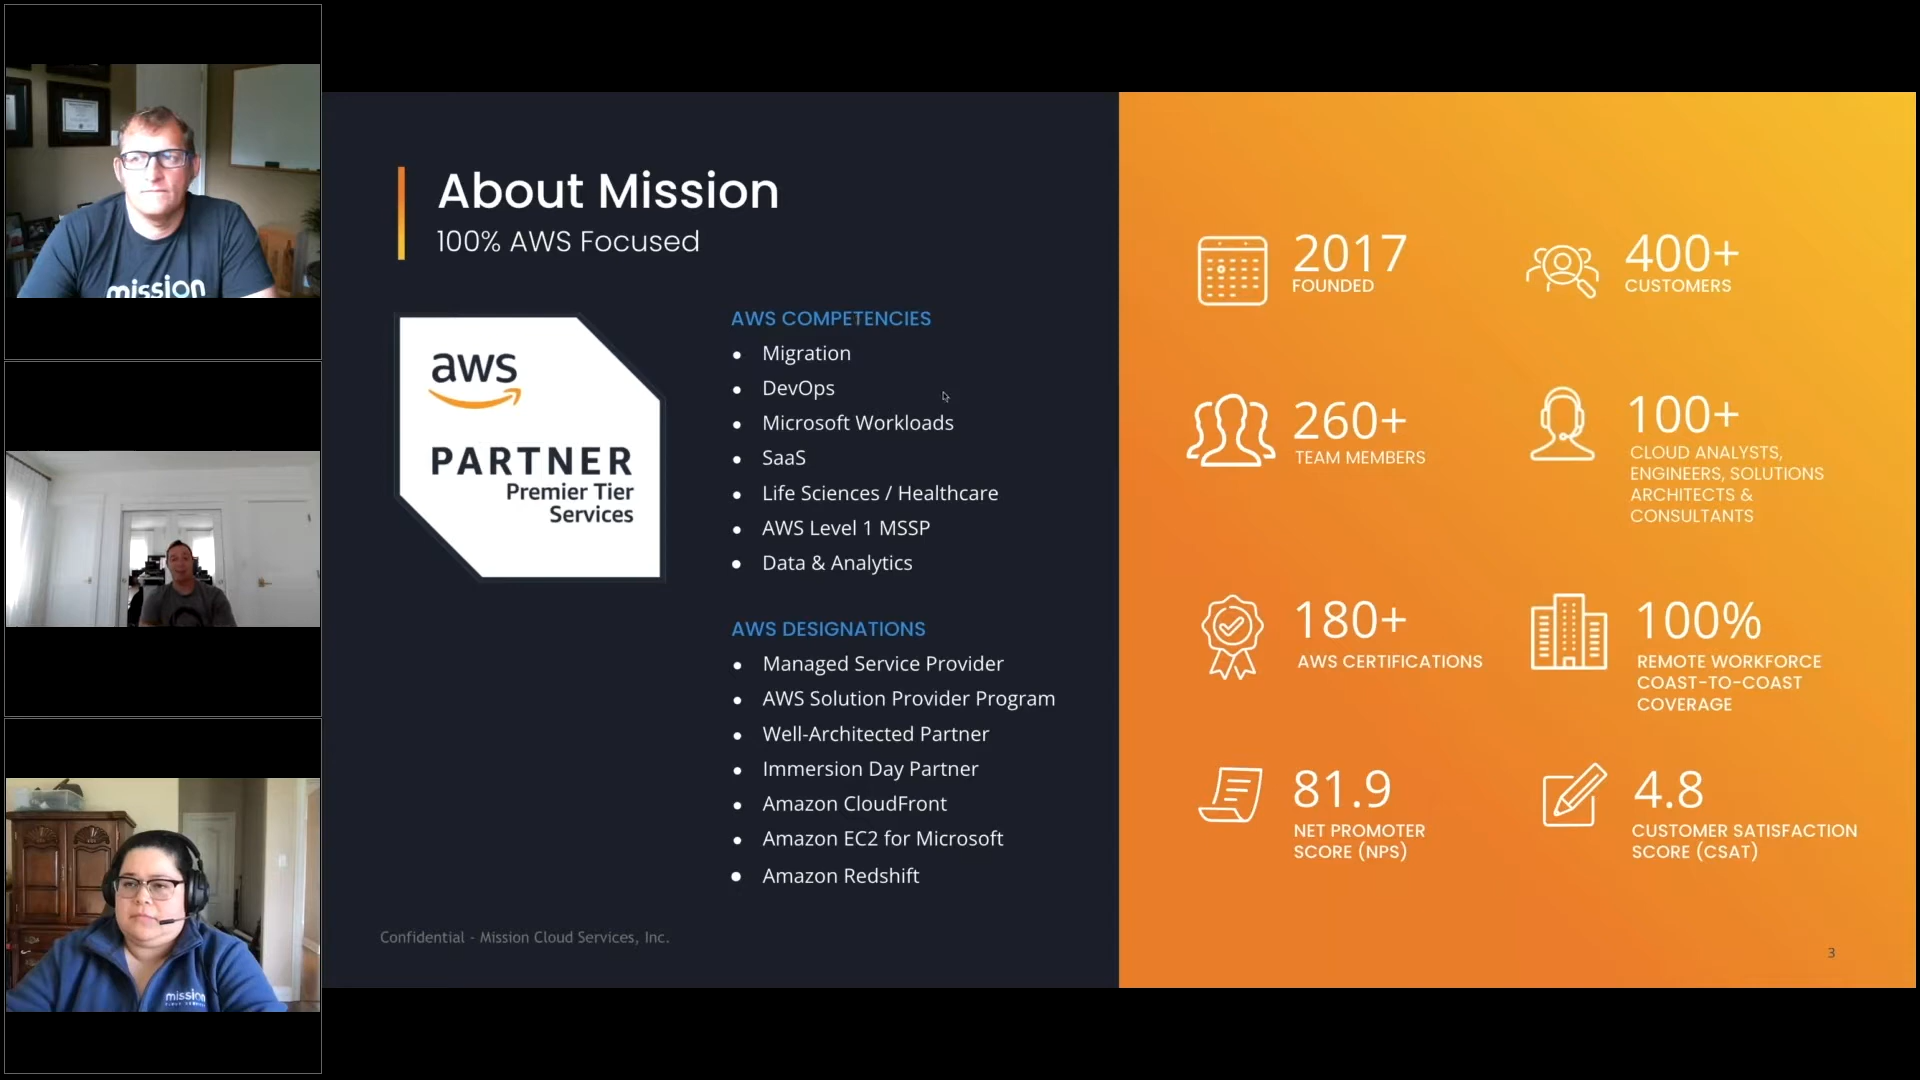 mission
mission
About Mission
100% AWS Focused
aws
PARTNER
Premier Tier
Services
AWS COMPETENCIES
• Migration
• DevOps
• Microsoft Workloads
• SaaS
• Life Sciences / Healthcare
• AWS Level 1 MSSP
• Data & Analytics
AWS DESIGNATIONS
• Managed Service Provider
• AWS Solution Provider Program
• Well-Architected Partner
• Immersion Day Partner
• Amazon CloudFront
• Amazon EC2 for Microsoft
• Amazon Redshift
Confidential - Mission Cloud Services, Inc.
2017
FOUNDED
400+
CUSTOMERS
260+
TEAM MEMBERS
100+
CLOUD ANALYSTS,
ENGINEERS, SOLUTIONS
ARCHITECTS &
CONSULTANTS
180+
AWS CERTIFICATIONS
100%
REMOTE WORKFORCE
COAST-TO-COAST
COVERAGE
81.9
NET PROMOTER
SCORE (NPS)
4.8
CUSTOMER SATISFACTION
SCORE (CSAT)
3